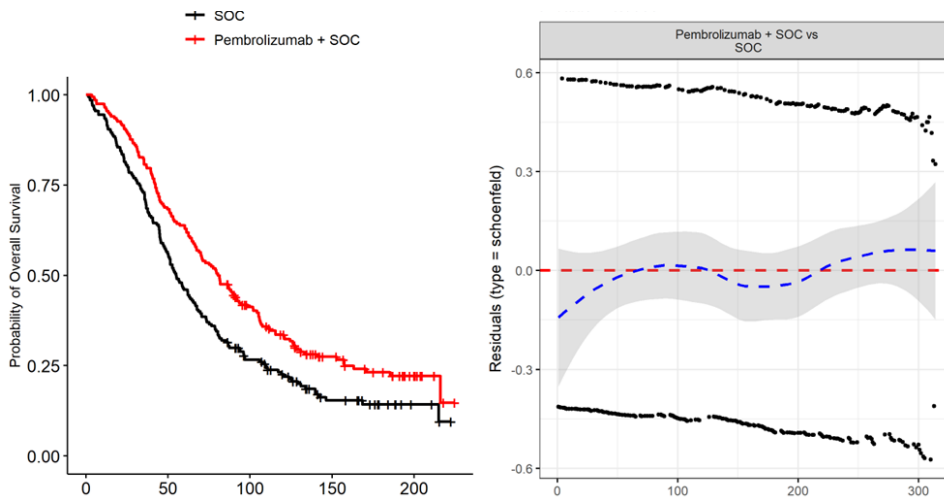 SOC
Pembrolizumab + SOC
Probability of Overall Survival
1.00
0.75
0.50
0.25
0.00
0 50 100 150 200
Pembrolizumab + SOC vs
SOC
Residuals (type = schoenfeld)
0.6
0.3
0.0
-0.3
-0.6
0 100 200 300